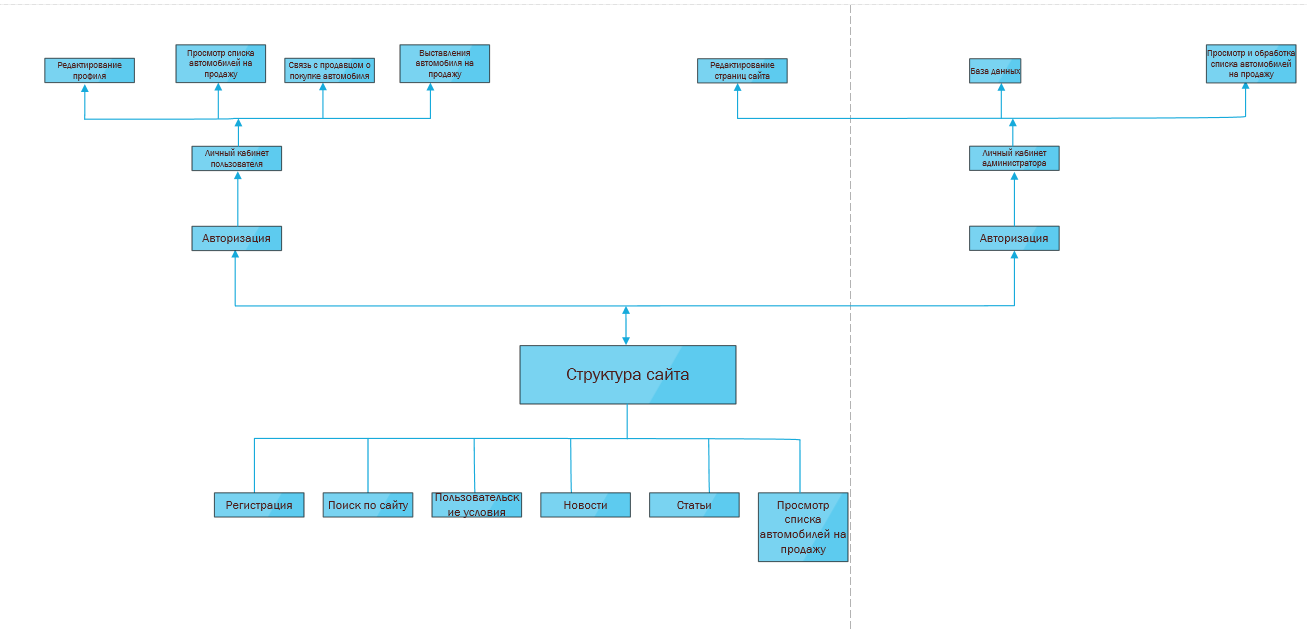 Редактирование
профиля
Просмотр списка
автомобилей на
продажу
Связь с продавцом о
покупке автомобиля
Выставления
автомобиля на
продажу
Редактирование
страниц сайта
База данных
Просмотр и обработка
списка автомобилей
на продажу
Личный кабинет
пользователя
Личный кабинет
администратора
Авторизация
Авторизация
Структура сайта
Регистрация
Поиск по сайту
Пользовательск
ие условия
Новости
Статьи
Просмотр
списка
автомобилей на
продажу